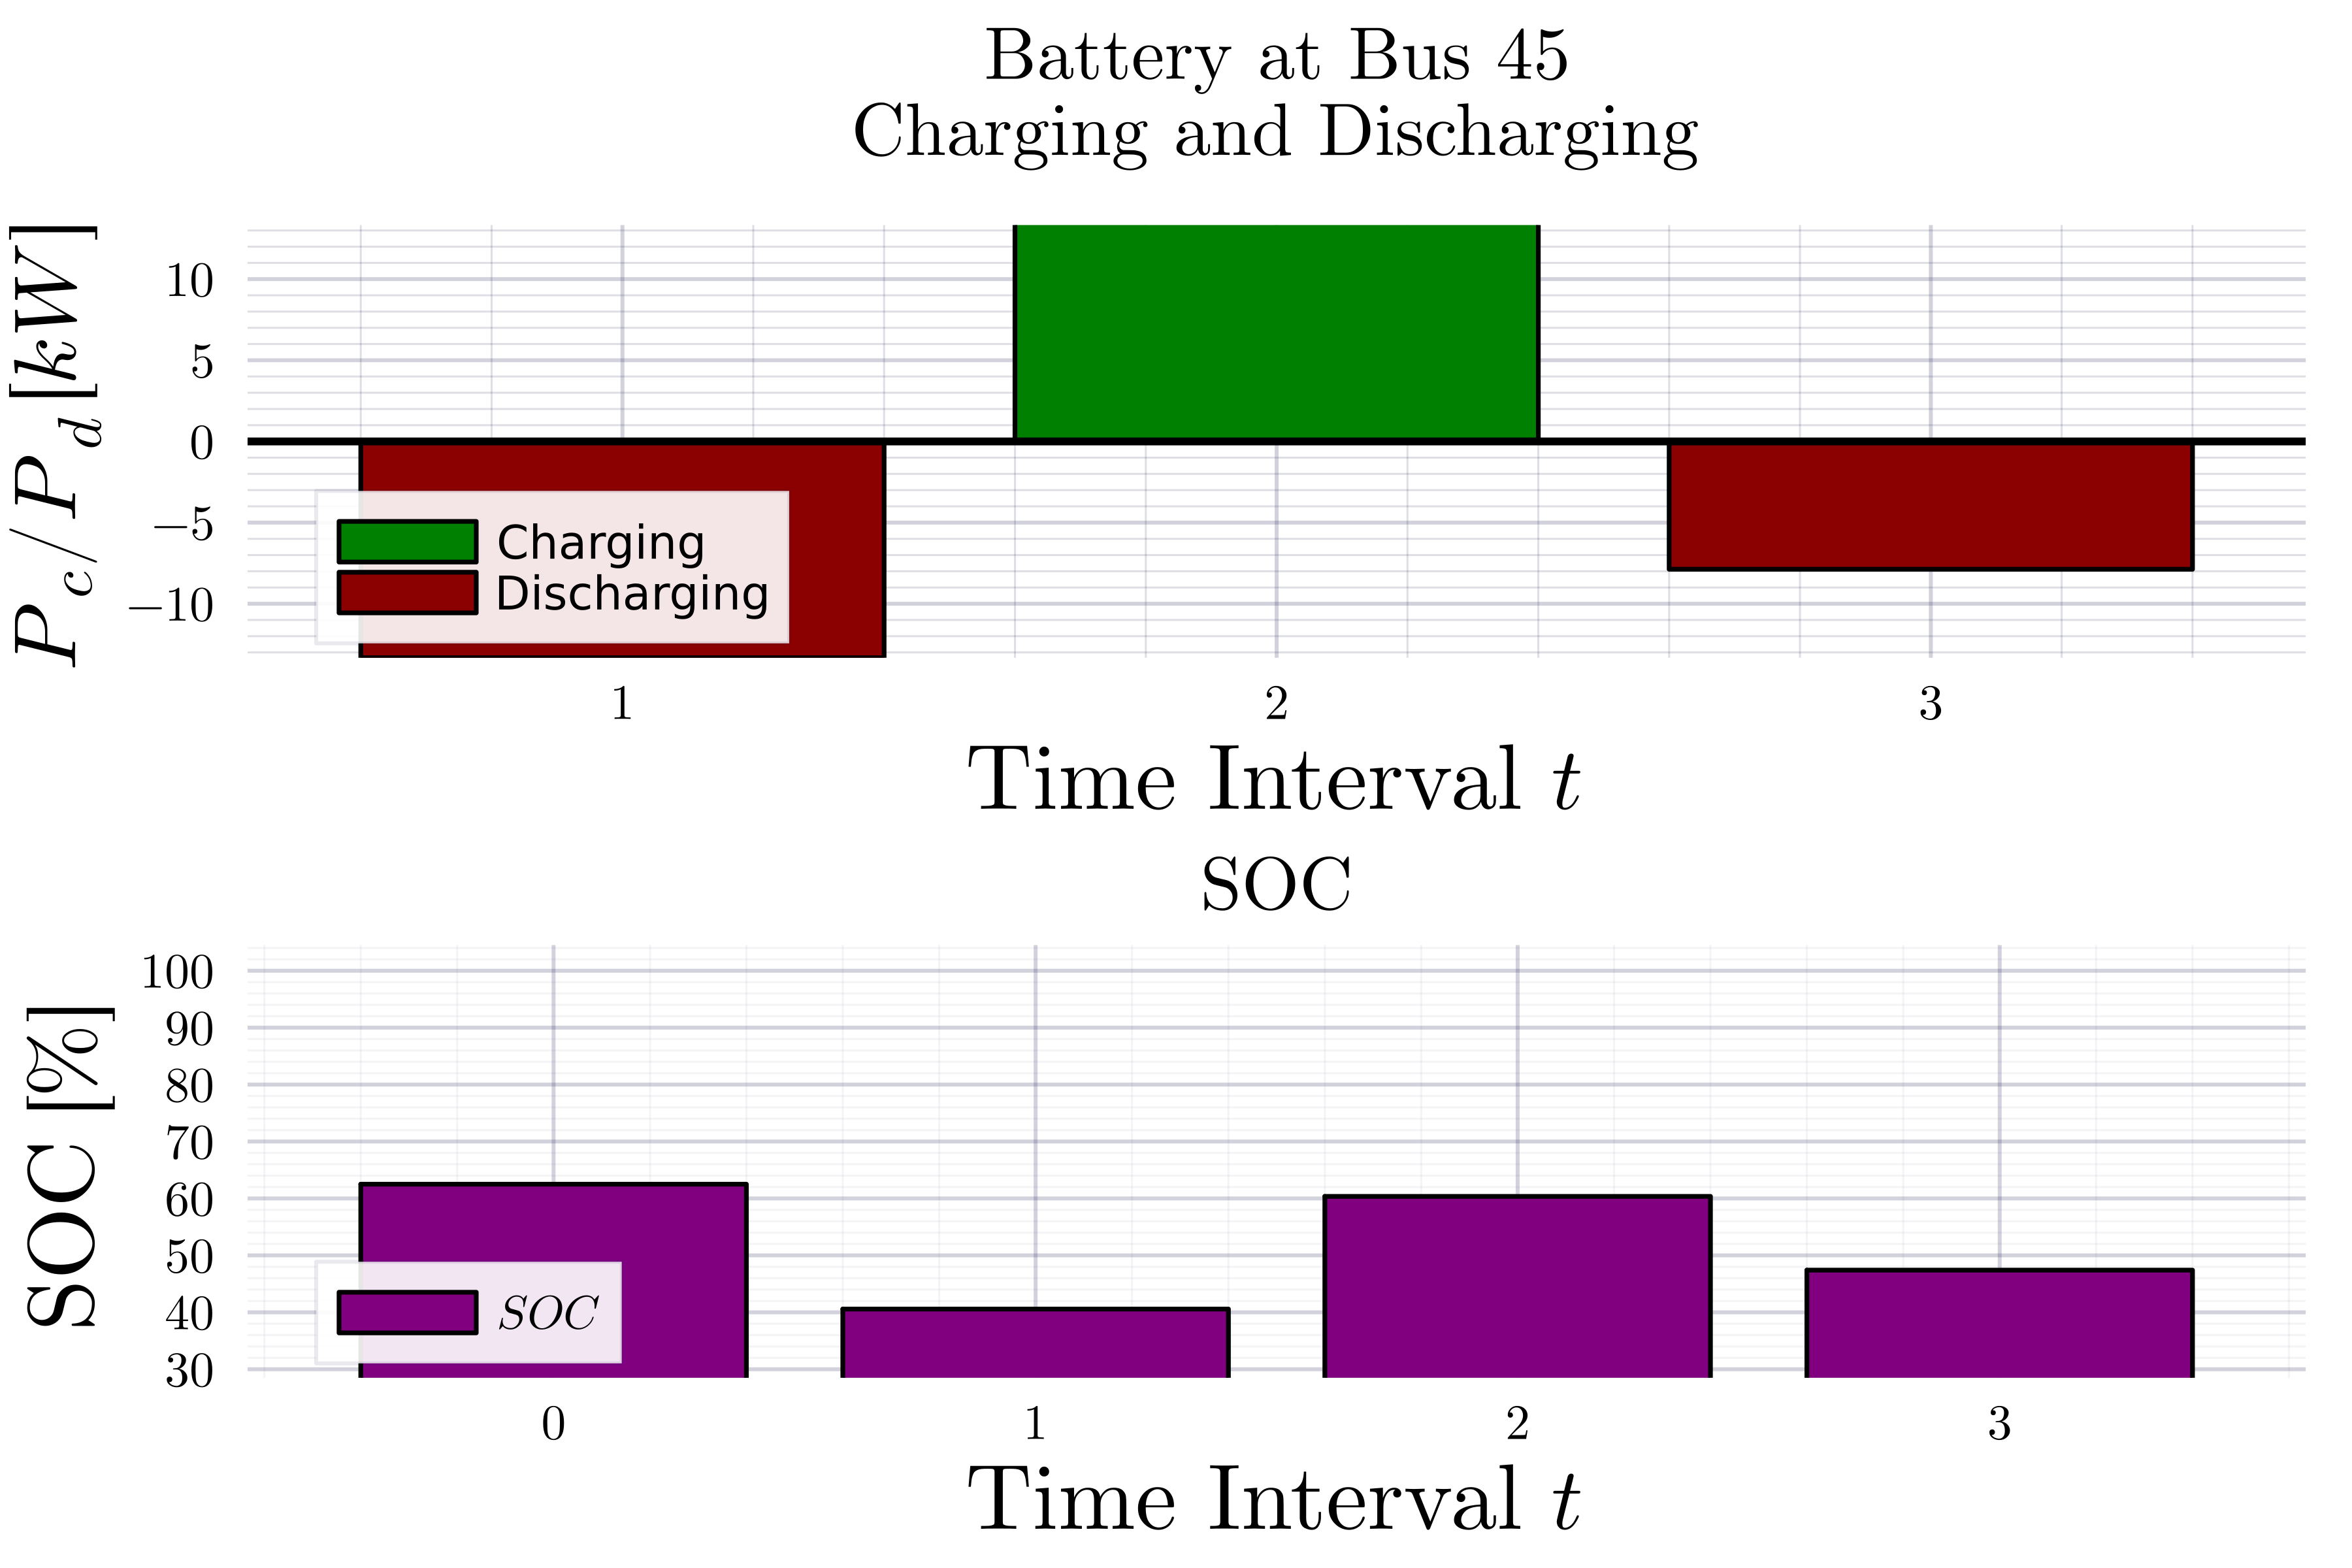 Battery at Bus 45
Charging and Discharging
P_c/P_d [kW]
10
5
0
−5
−10
Charging
Discharging
1 2 3
Time Interval t
SOC
SOC [%]
100
90
80
70
60
50
40
30
SOC
0 1 2 3
Time Interval t